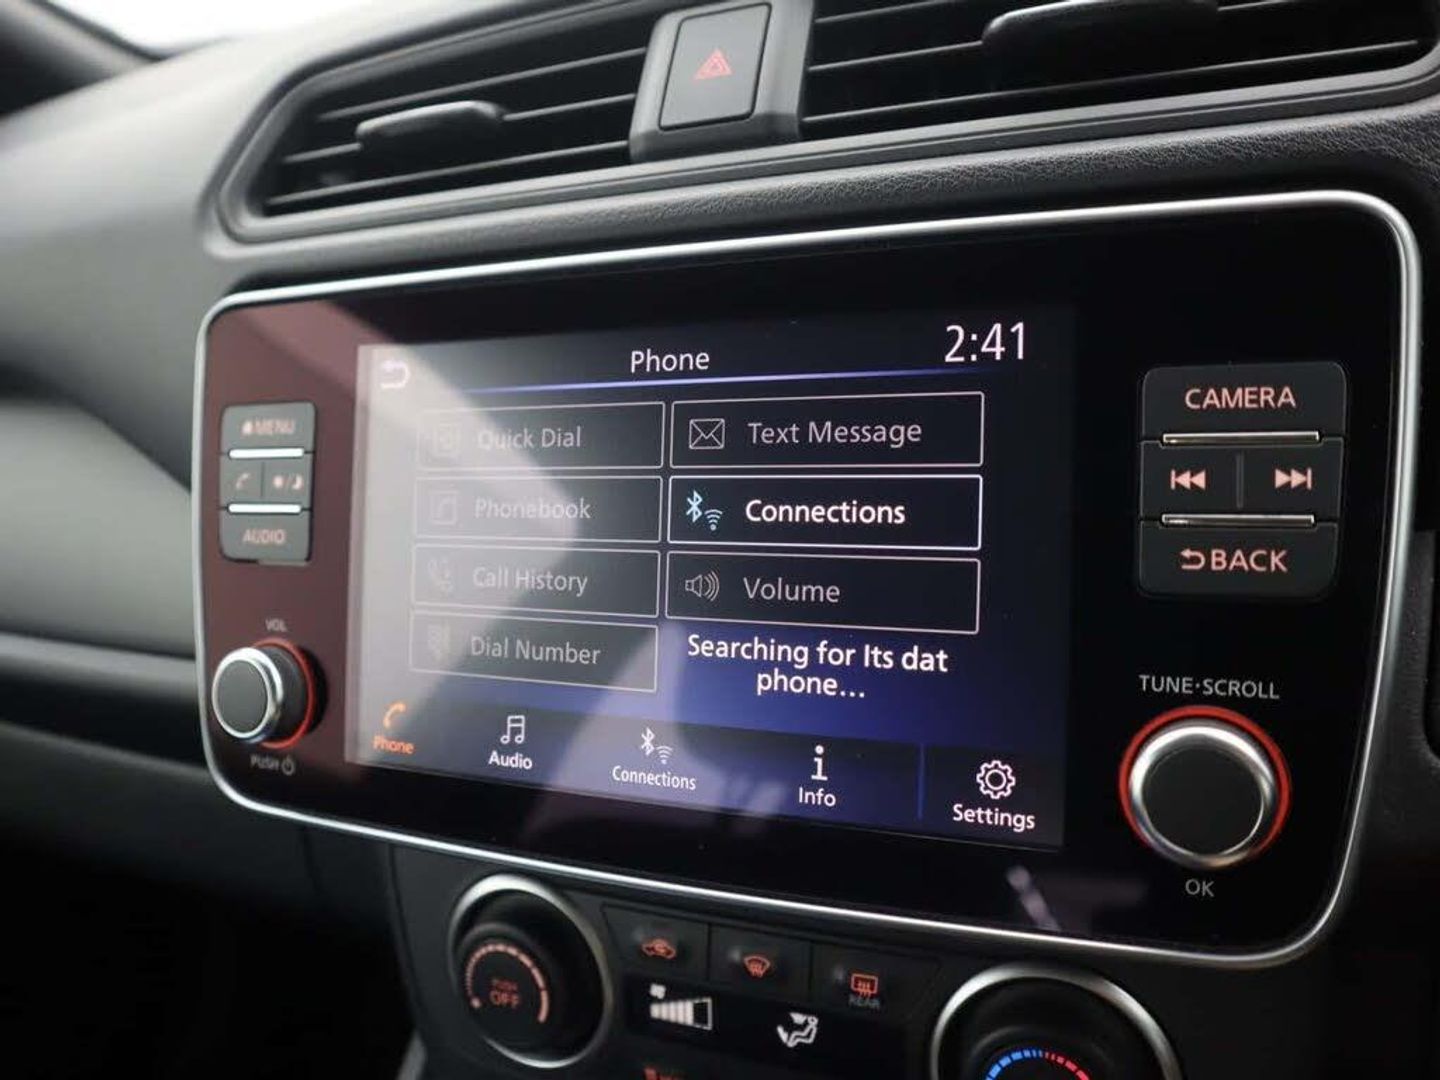 Phone
2:41
Quick Dial
Text Message
Phonebook
Connections
Call History
Volume
Dial Number
Searching for Its dat
phone...
Phone
Audio
Connections
Info
Settings
MENU
AUDIO
VOL
PUSH
CAMERA
BACK
TUNE·SCROLL
OK
PUSH
OFF
REAR